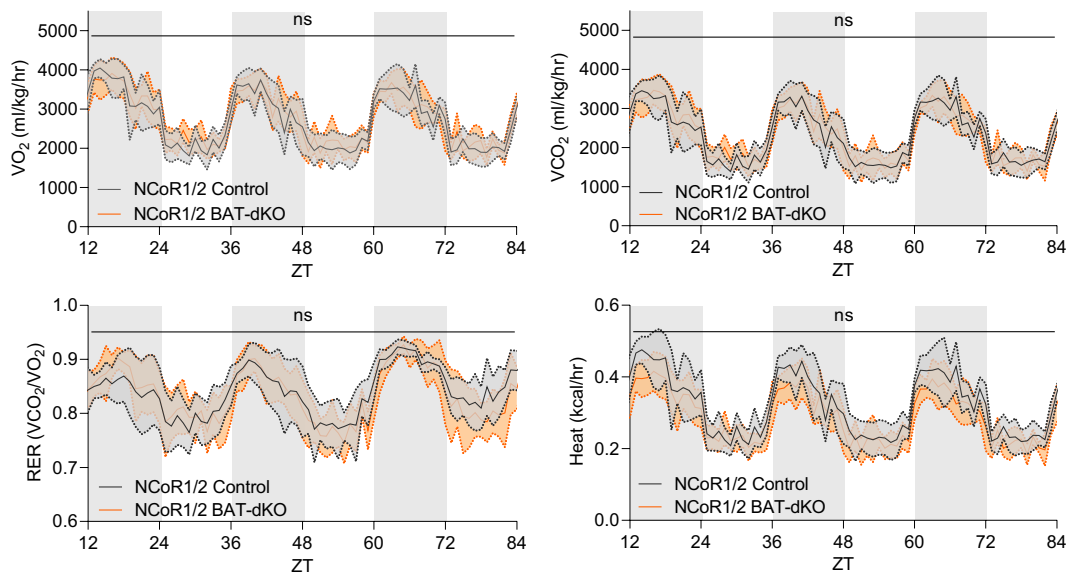 ns
5000
4000
3000
2000
1000
0
VO2 (ml/kg/hr)
NCoR1/2 Control
NCoR1/2 BAT-dKO
12 24 36 48 60 72 84
ZT
ns
5000
4000
3000
2000
1000
0
VCO2 (ml/kg/hr)
NCoR1/2 Control
NCoR1/2 BAT-dKO
12 24 36 48 60 72 84
ZT
ns
1.0
0.9
0.8
0.7
0.6
RER (VCO2/VO2)
NCoR1/2 Control
NCoR1/2 BAT-dKO
12 24 36 48 60 72 84
ZT
ns
0.6
0.4
0.2
0.0
Heat (kcal/hr)
NCoR1/2 Control
NCoR1/2 BAT-dKO
12 24 36 48 60 72 84
ZT